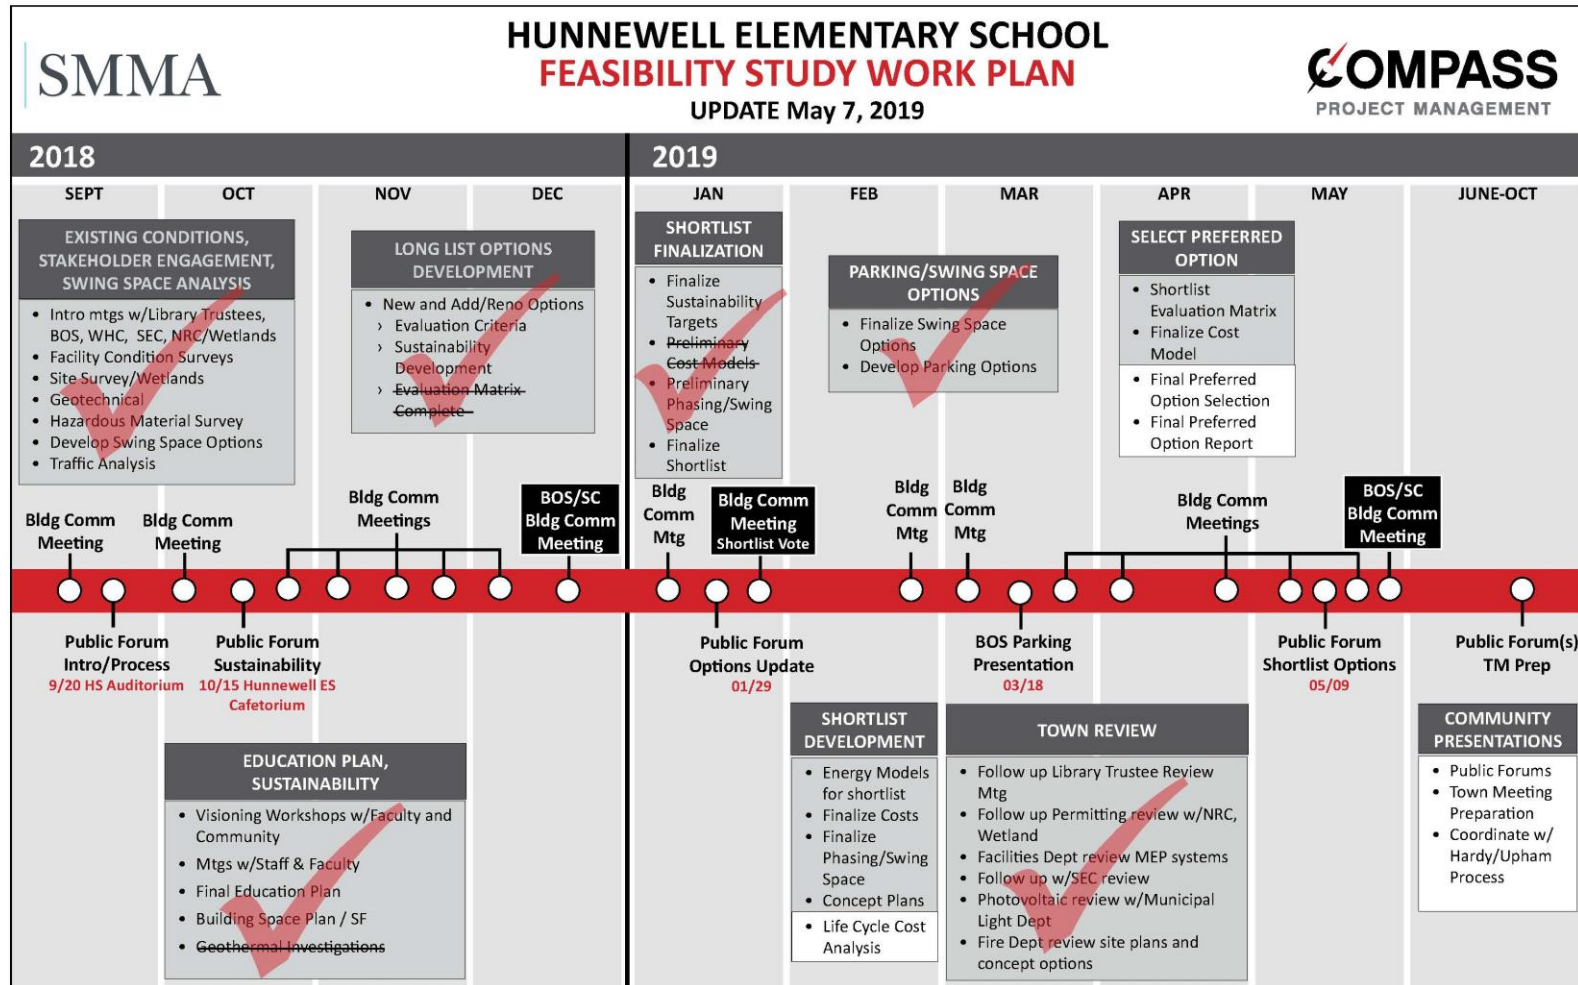 SMMA
HUNNEWELL ELEMENTARY SCHOOL
FEASIBILITY STUDY WORK PLAN
UPDATE May 7, 2019
COMPASS
PROJECT MANAGEMENT
2018
2019
SEPT
OCT
NOV
DEC
JAN
FEB
MAR
APR
MAY
JUNE-OCT
EXISTING CONDITIONS,
STAKEHOLDER ENGAGEMENT,
SWING SPACE ANALYSIS
• Intro mtgs w/Library Trustees,
BOS, WHC, SEC, NRC/Wetlands
• Facility Condition Surveys
• Site Survey/Wetlands
• Geotechnical
• Hazardous Material Survey
• Develop Swing Space Options
• Traffic Analysis
LONG LIST OPTIONS
DEVELOPMENT
• New and Add/Reno Options
› Evaluation Criteria
› Sustainability
Development
› Evaluation Matrix
Complete
SHORTLIST
FINALIZATION
• Finalize
Sustainability
Targets
• Preliminary
Cost Models
• Preliminary
Phasing/Swing
Space
• Finalize
Shortlist
PARKING/SWING SPACE
OPTIONS
• Finalize Swing Space
Options
• Develop Parking Options
SELECT PREFERRED
OPTION
• Shortlist
Evaluation Matrix
• Finalize Cost
Model
• Final Preferred
Option Selection
• Final Preferred
Option Report
Bldg Comm
Meeting
Bldg Comm
Meeting
Bldg Comm
Meetings
BOS/SC
Bldg Comm
Meeting
Bldg
Comm
Mtg
Bldg Comm
Meeting
Shortlist Vote
Bldg
Comm
Mtg
Bldg
Comm
Mtg
Bldg Comm
Meetings
BOS/SC
Bldg Comm
Meeting
Public Forum
Intro/Process
9/20 HS Auditorium
Public Forum
Sustainability
10/15 Hunnewell ES
Cafetorium
Public Forum
Options Update
01/29
BOS Parking
Presentation
03/18
Public Forum
Shortlist Options
05/09
Public Forum(s)
TM Prep
EDUCATION PLAN,
SUSTAINABILITY
• Visioning Workshops w/Faculty and
Community
• Mtgs w/Staff & Faculty
• Final Education Plan
• Building Space Plan / SF
• Geothermal Investigations
SHORTLIST
DEVELOPMENT
• Energy Models
for shortlist
• Finalize Costs
• Finalize
Phasing/Swing
Space
• Concept Plans
• Life Cycle Cost
Analysis
TOWN REVIEW
• Follow up Library Trustee Review
Mtg
• Follow up Permitting review w/NRC,
Wetland
• Facilities Dept review MEP systems
• Follow up w/SEC review
• Photovoltaic review w/Municipal
Light Dept
• Fire Dept review site plans and
concept options
COMMUNITY
PRESENTATIONS
• Public Forums
• Town Meeting
Preparation
• Coordinate w/
Hardy/Upham
Process